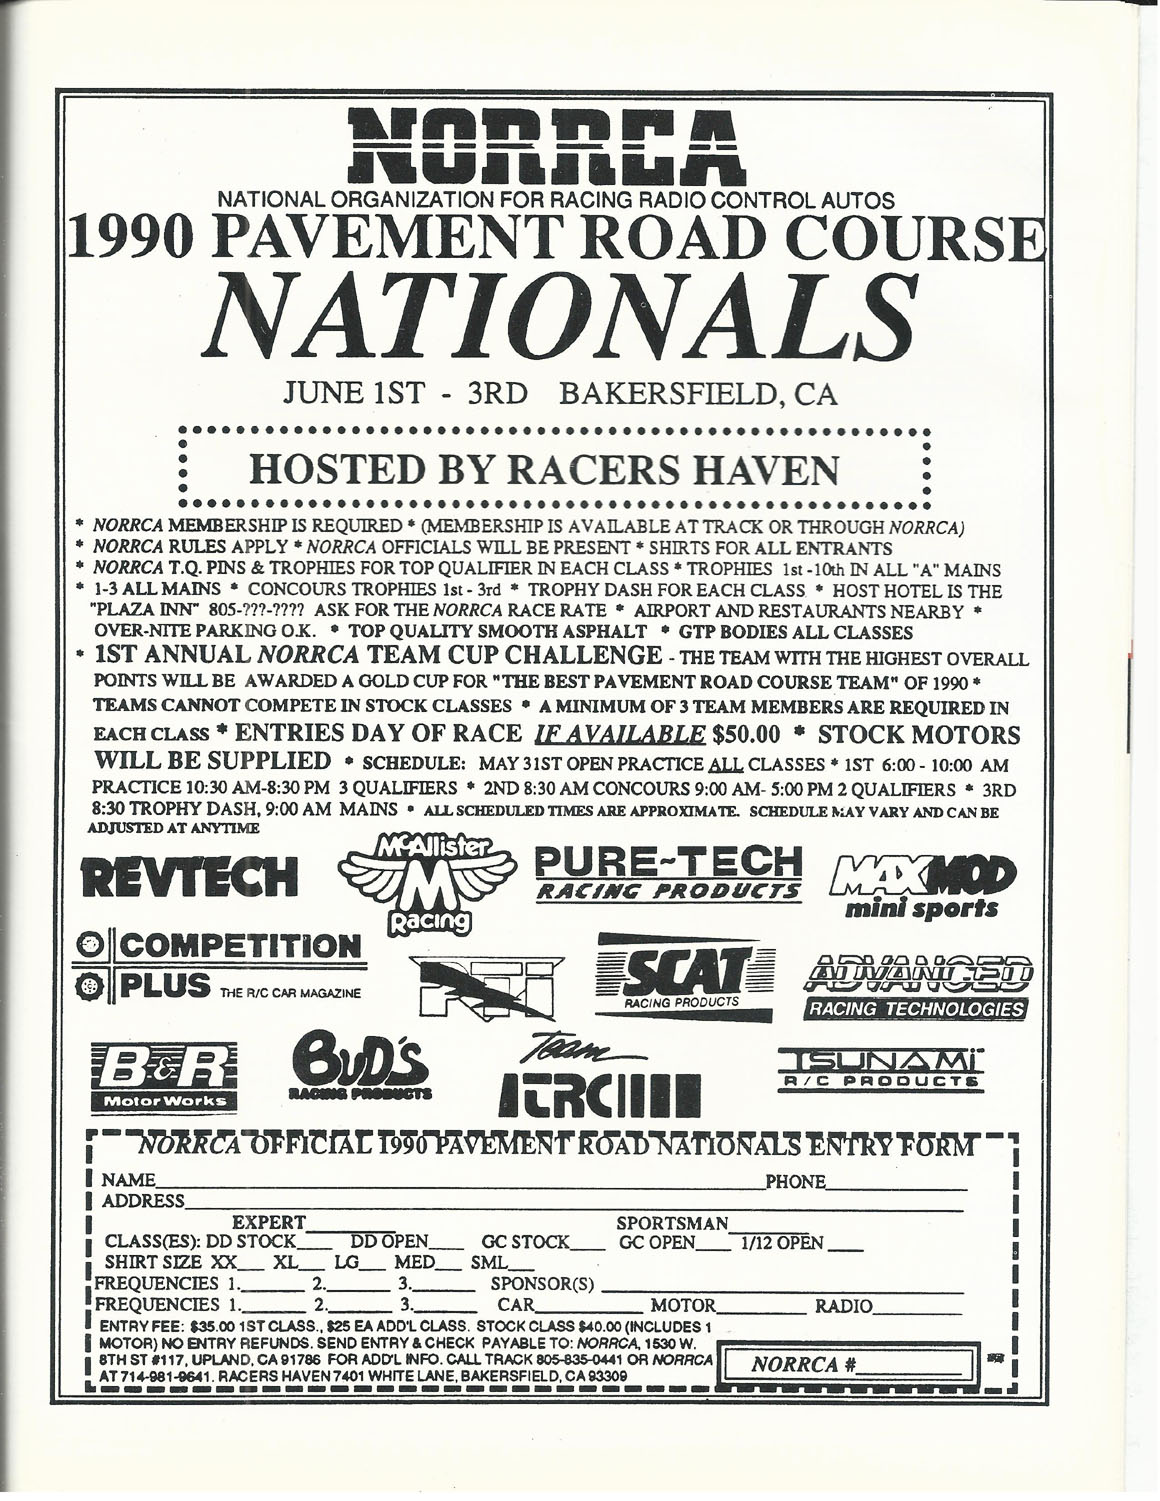 NORRCA
NATIONAL ORGANIZATION FOR RACING RADIO CONTROL AUTOS
1990 PAVEMENT ROAD COURSE
NATIONALS
JUNE 1ST - 3RD BAKERSFIELD, CA
HOSTED BY RACERS HAVEN
* NORRCA MEMBERSHIP IS REQUIRED * (MEMBERSHIP IS AVAILABLE AT TRACK OR THROUGH NORRCA)
* NORRCA RULES APPLY * NORRCA OFFICIALS WILL BE PRESENT * SHIRTS FOR ALL ENTRANTS
* NORRCA T.Q. PINS & TROPHIES FOR TOP QUALIFIER IN EACH CLASS * TROPHIES 1st -10th IN ALL "A" MAINS
* 1-3 ALL MAINS * CONCOURS TROPHIES 1st - 3rd * TROPHY DASH FOR EACH CLASS * HOST HOTEL IS THE
"PLAZA INN" 805-???-???? ASK FOR THE NORRCA RACE RATE * AIRPORT AND RESTAURANTS NEARBY *
OVER-NITE PARKING O.K. * TOP QUALITY SMOOTH ASPHALT * GTP BODIES ALL CLASSES
* 1ST ANNUAL NORRCA TEAM CUP CHALLENGE - THE TEAM WITH THE HIGHEST OVERALL
POINTS WILL BE AWARDED A GOLD CUP FOR "THE BEST PAVEMENT ROAD COURSE TEAM" OF 1990 *
TEAMS CANNOT COMPETE IN STOCK CLASSES * A MINIMUM OF 3 TEAM MEMBERS ARE REQUIRED IN
EACH CLASS * ENTRIES DAY OF RACE IF AVAILABLE $50.00 * STOCK MOTORS
WILL BE SUPPLIED * SCHEDULE: MAY 31ST OPEN PRACTICE ALL CLASSES * 1ST 6:00 - 10:00 AM
PRACTICE 10:30 AM-8:30 PM 3 QUALIFIERS * 2ND 8:30 AM CONCOURS 9:00 AM- 5:00 PM 2 QUALIFIERS * 3RD
8:30 TROPHY DASH, 9:00 AM MAINS * ALL SCHEDULED TIMES ARE APPROXIMATE. SCHEDULE MAY VARY AND CAN BE
ADJUSTED AT ANYTIME
REVTECH
McAllister
M
Racing
PURE~TECH
RACING PRODUCTS
MAXMOD
mini sports
COMPETITION
PLUS THE R/C CAR MAGAZINE
SCAT
RACING PRODUCTS
ADVANCED
RACING TECHNOLOGIES
B&R
MotorWorks
BUD'S
RACING PRODUCTS
Team
TRC
TSUNAMI
R/C PRODUCTS
NORRCA OFFICIAL 1990 PAVEMENT ROAD NATIONALS ENTRY FORM
NAME PHONE
ADDRESS
EXPERT SPORTSMAN
CLASS(ES): DD STOCK DD OPEN GC STOCK GC OPEN 1/12 OPEN
SHIRT SIZE XX XL LG MED SML
FREQUENCIES 1. 2. 3. SPONSOR(S)
FREQUENCIES 1. 2. 3. CAR MOTOR RADIO
ENTRY FEE: $35.00 1ST CLASS., $25 EA ADD'L CLASS. STOCK CLASS $40.00 (INCLUDES 1
MOTOR) NO ENTRY REFUNDS. SEND ENTRY & CHECK PAYABLE TO: NORRCA, 1530 W.
8TH ST #117, UPLAND, CA 91786 FOR ADD'L INFO. CALL TRACK 805-835-0441 OR NORRCA
AT 714-981-9641. RACERS HAVEN 7401 WHITE LANE, BAKERSFIELD, CA 93309
NORRCA #